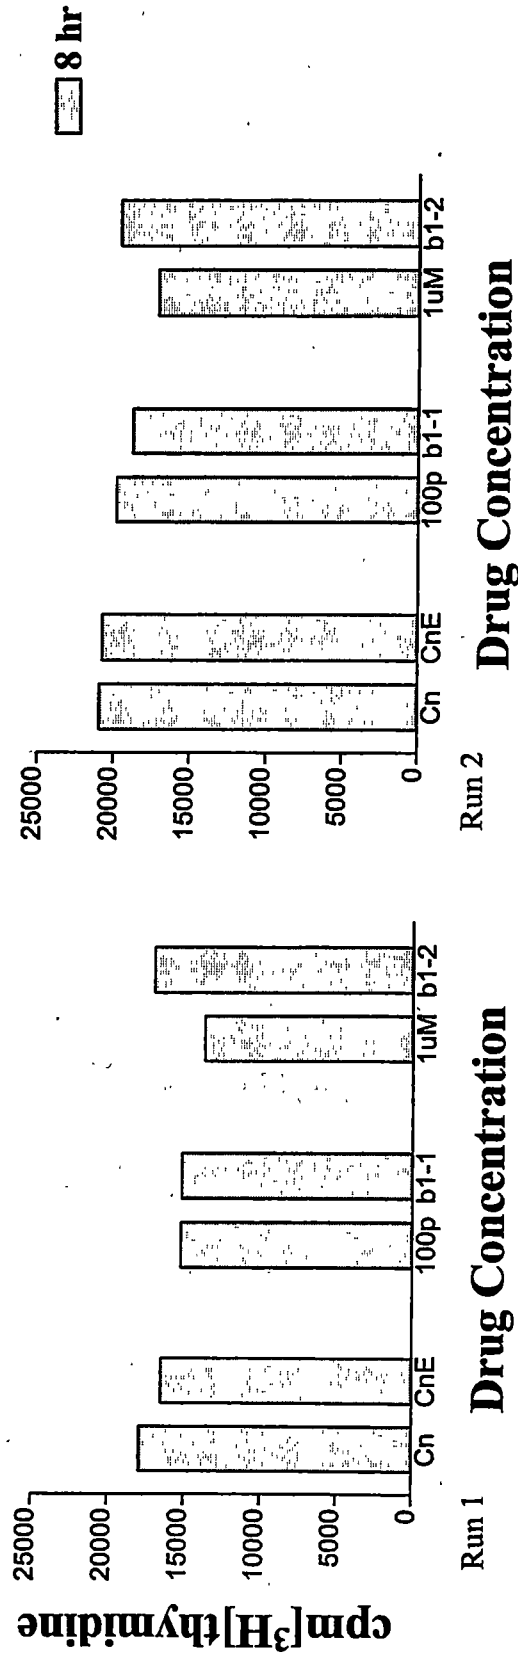 8 hr
cpm[³H]thymidine
25000
20000
15000
10000
5000
0
Cn CnE 100p b1-1 1uM b1-2
Drug Concentration
Run 1
25000
20000
15000
10000
5000
0
Cn CnE 100p b1-1 1uM b1-2
Drug Concentration
Run 2